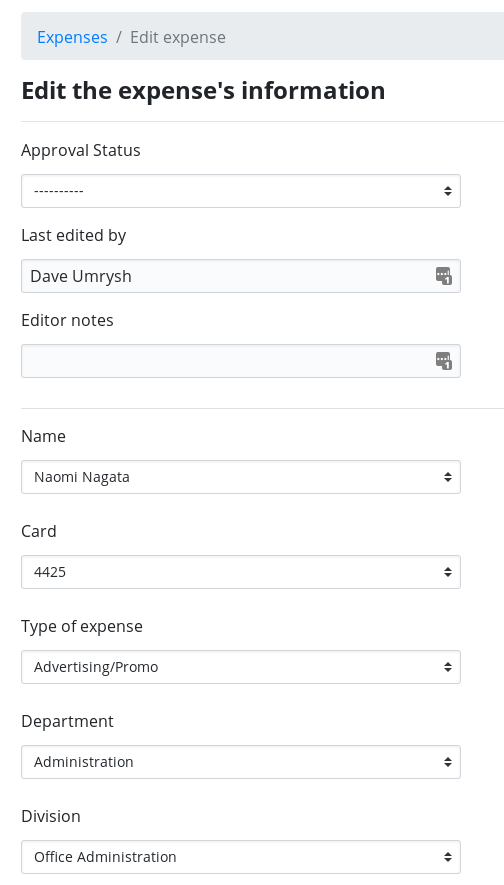 Expenses / Edit expense
Edit the expense's information
Approval Status
----------
Last edited by
Dave Umrysh
Editor notes
Name
Naomi Nagata
Card
4425
Type of expense
Advertising/Promo
Department
Administration
Division
Office Administration